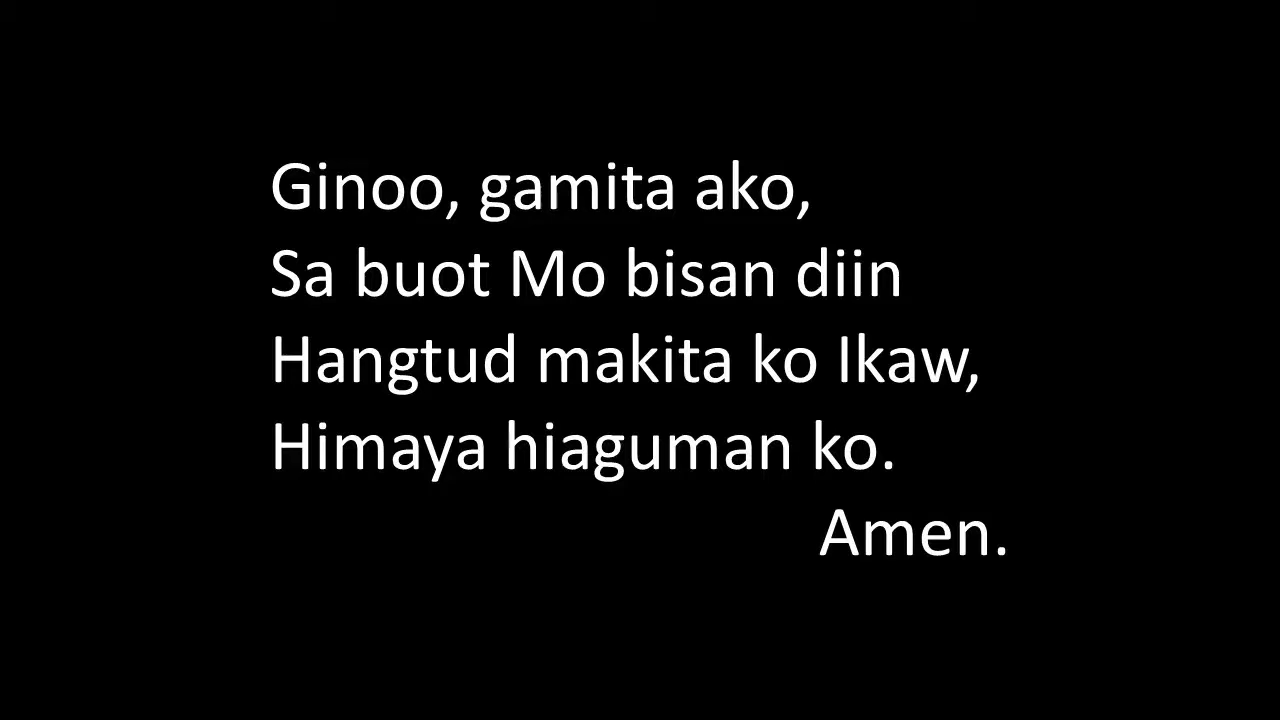 Ginoo, gamita ako,
Sa buot Mo bisan diin
Hangtud makita ko Ikaw,
Himaya hiaguman ko.
Amen.